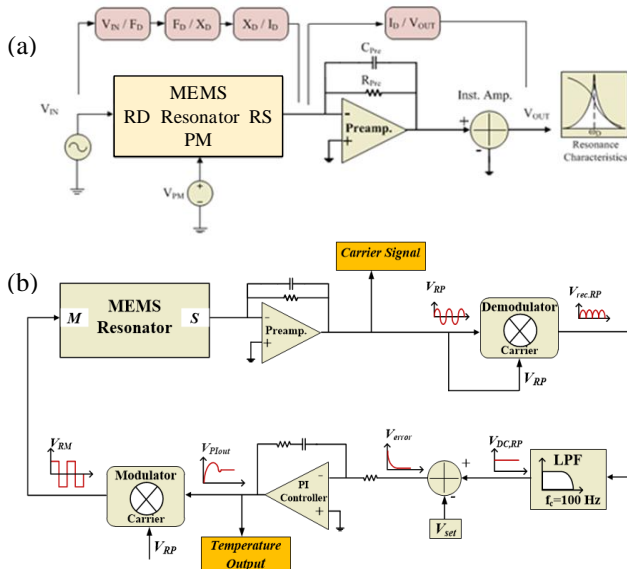 V_IN / F_D
F_D / X_D
X_D / I_D
I_D / V_OUT
(a)
C_Pre
R_Pre
V_IN
MEMS
RD Resonator RS
PM
-
+
Preamp.
Inst. Amp.
+
-
V_OUT
ω_D
Resonance
Characteristics
V_PM
+
-
(b)
Carrier Signal
M
MEMS
Resonator
S
-
+
Preamp.
V_RP
Demodulator
Carrier
V_rec.RP
V_RP
V_RM
Modulator
Carrier
V_RP
V_PIout
PI
Controller
-
+
V_error
+
-
V_set
V_DC,RP
LPF
f_c=100 Hz
Temperature
Output